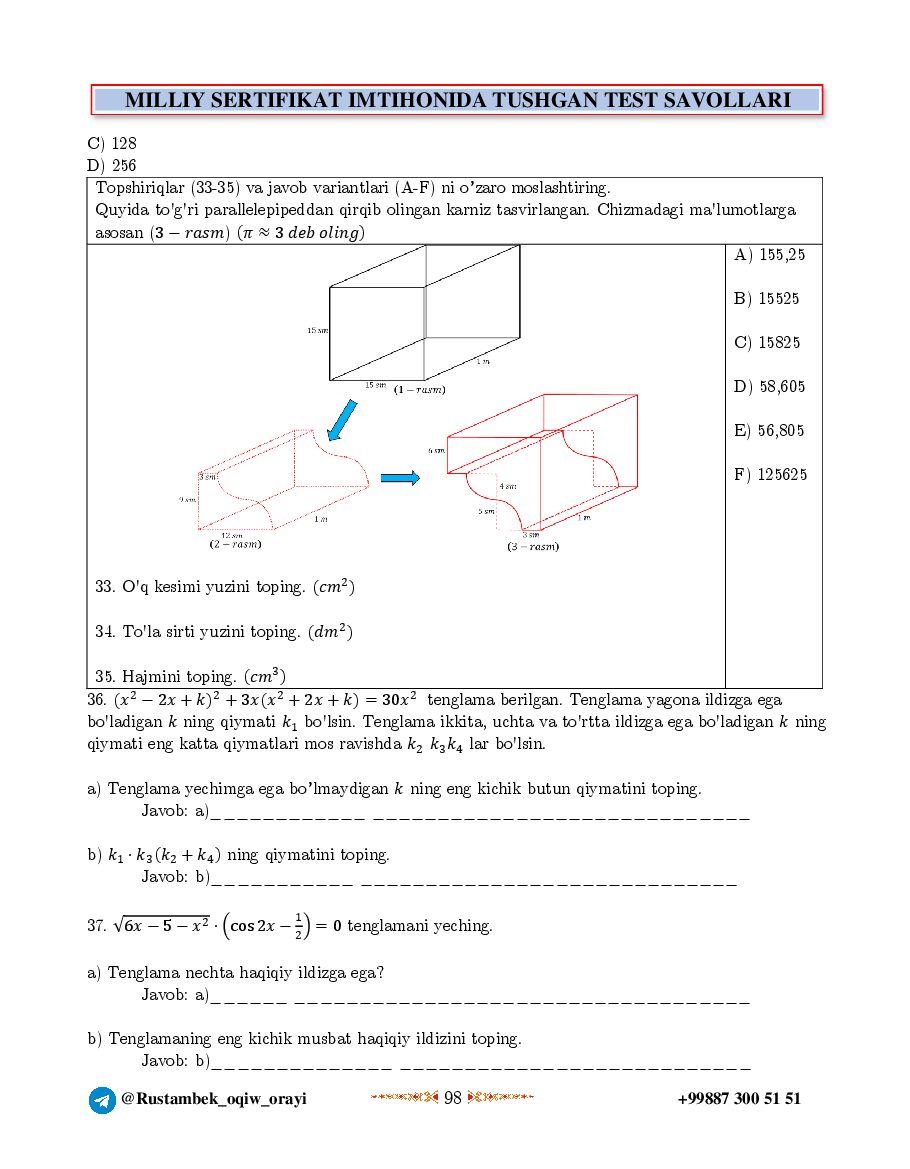 MILLIY SERTIFIKAT IMTIHONIDA TUSHGAN TEST SAVOLLARI
C) 128
D) 256
Topshiriqlar (33-35) va javob variantlari (A-F) ni o’zaro moslashtiring.
Quyida to'g'ri parallelepipeddan qirqib olingan karniz tasvirlangan. Chizmadagi ma'lumotlarga
asosan (3 − rasm) (π ≈ 3 deb oling)
15 sm
1 m
15 sm
(1 − rasm)
3 sm
9 sm
1 m
12 sm
(2 − rasm)
6 sm
4 sm
5 sm
1 m
3 sm
(3 − rasm)
A) 155,25
B) 15525
C) 15825
D) 58,605
E) 56,805
F) 125625
33. O'q kesimi yuzini toping. (cm²)
34. To'la sirti yuzini toping. (dm²)
35. Hajmini toping. (cm³)
36. (x² − 2x + k)² + 3x(x² + 2x + k) = 30x² tenglama berilgan. Tenglama yagona ildizga ega
bo'ladigan k ning qiymati k₁ bo'lsin. Tenglama ikkita, uchta va to'rtta ildizga ega bo'ladigan k ning
qiymati eng katta qiymatlari mos ravishda k₂ k₃k₄ lar bo'lsin.
a) Tenglama yechimga ega bo’lmaydigan k ning eng kichik butun qiymatini toping.
Javob: a)____________ _____________________________
b) k₁ · k₃(k₂ + k₄) ning qiymatini toping.
Javob: b)___________ _____________________________
37. √(6x − 5 − x²) · (cos 2x − 1/2) = 0 tenglamani yeching.
a) Tenglama nechta haqiqiy ildizga ega?
Javob: a)______ ___________________________________
b) Tenglamaning eng kichik musbat haqiqiy ildizini toping.
Javob: b)______________ ___________________________
@Rustambek_oqiw_orayi 98 +99887 300 51 51